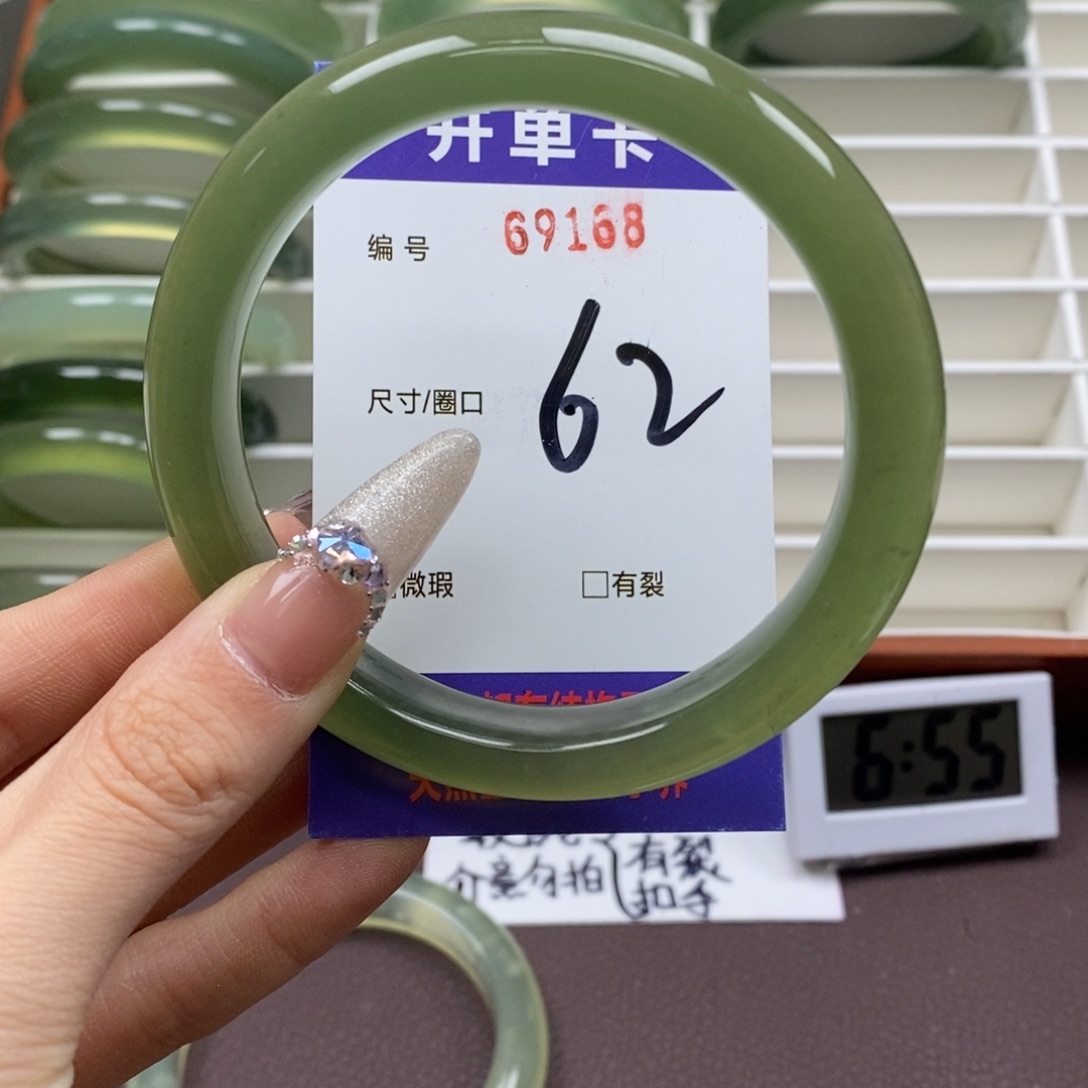 开单卡
编号 69168
尺寸/圈口 62
微瑕 □有裂
有裂
介意勿拍 扣手
6:55